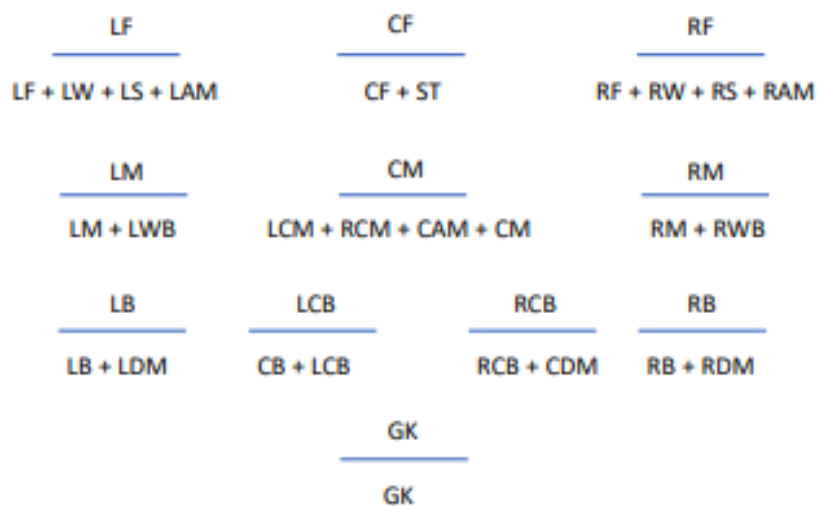 LF CF RF
LF + LW + LS + LAM CF + ST RF + RW + RS + RAM
LM CM RM
LM + LWB LCM + RCM + CAM + CM RM + RWB
LB LCB RCB RB
LB + LDM CB + LCB RCB + CDM RB + RDM
GK
GK